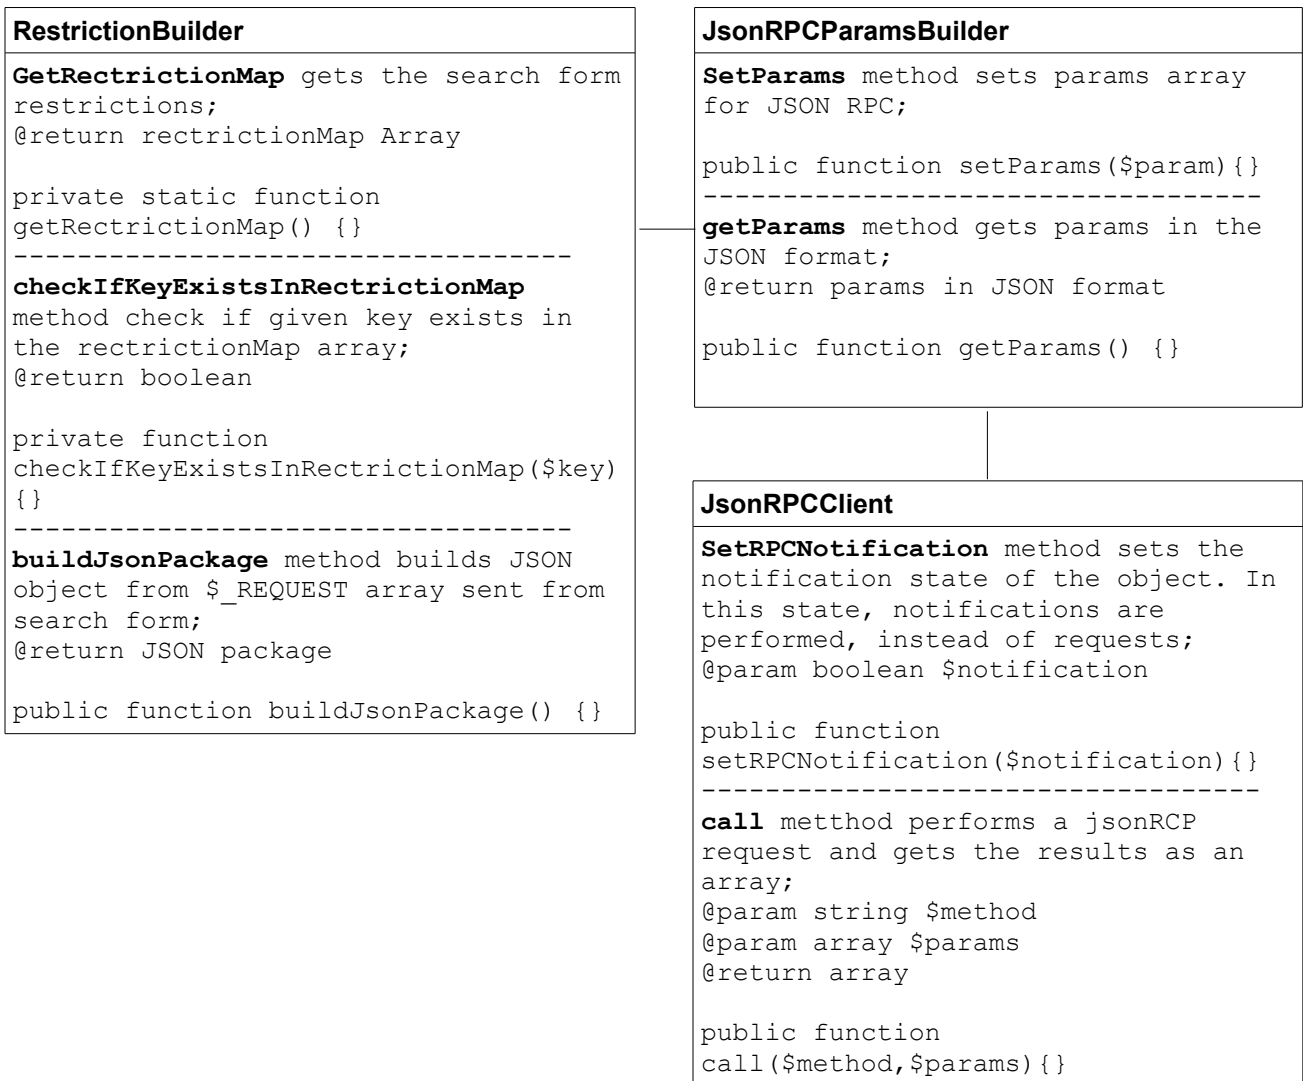 RestrictionBuilder
GetRectrictionMap gets the search form
restrictions;
@return rectrictionMap Array
private static function
getRectrictionMap() {}
-----------------------------------
checkIfKeyExistsInRectrictionMap
method check if given key exists in
the rectrictionMap array;
@return boolean
private function
checkIfKeyExistsInRectrictionMap($key)
{}
-----------------------------------
buildJsonPackage method builds JSON
object from $_REQUEST array sent from
search form;
@return JSON package
public function buildJsonPackage() {}
JsonRPCParamsBuilder
SetParams method sets params array
for JSON RPC;
public function setParams($param){}
-----------------------------------
getParams method gets params in the
JSON format;
@return params in JSON format
public function getParams() {}
JsonRPCClient
SetRPCNotification method sets the
notification state of the object. In
this state, notifications are
performed, instead of requests;
@param boolean $notification
public function
setRPCNotification($notification){}
-----------------------------------
call metthod performs a jsonRCP
request and gets the results as an
array;
@param string $method
@param array $params
@return array
public function
call($method,$params){}